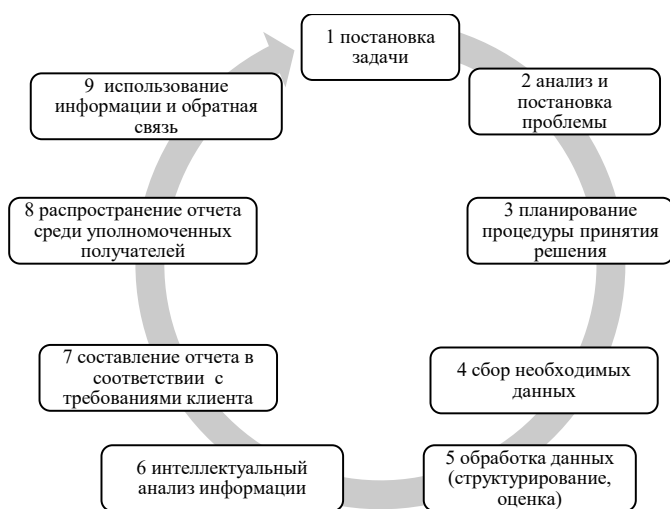 1 постановка
задачи
2 анализ и
постановка
проблемы
3 планирование
процедуры принятия
решения
4 сбор необходимых
данных
5 обработка данных
(структурирование,
оценка)
6 интеллектуальный
анализ информации
7 составление отчета в
соответствии с
требованиями клиента
8 распространение отчета
среди уполномоченных
получателей
9 использование
информации и обратная
связь